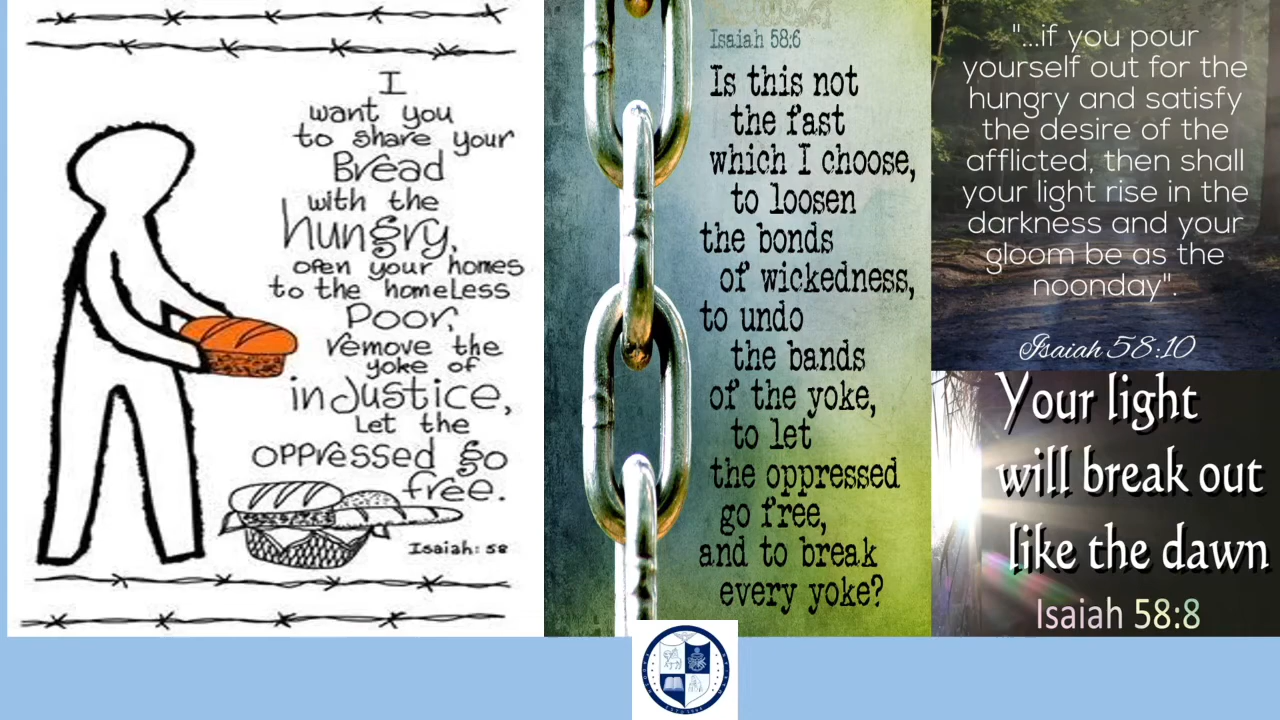 I
want you
to share your
Bread
with the
hungry,
open your homes
to the homeless
Poor,
remove the
yoke of
injustice,
Let the
oppressed go
free.
Isaiah: 58
Isaiah 58:6
Is this not
the fast
which I choose,
to loosen
the bonds
of wickedness,
to undo
the bands
of the yoke,
to let
the oppressed
go free,
and to break
every yoke?
"...if you pour
yourself out for the
hungry and satisfy
the desire of the
afflicted, then shall
your light rise in the
darkness and your
gloom be as the
noonday".
Isaiah 58:10
Your light
will break out
like the dawn
Isaiah 58:8